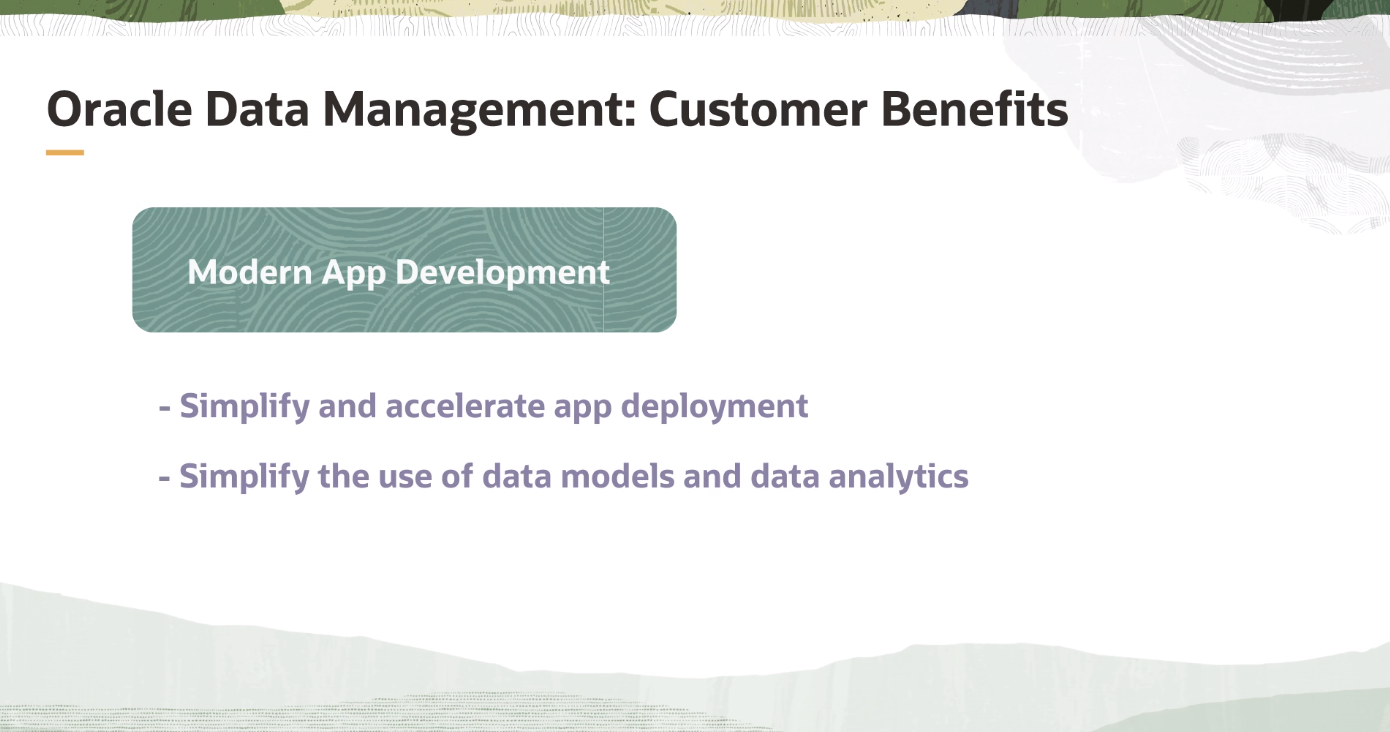 Oracle Data Management: Customer Benefits
Modern App Development
- Simplify and accelerate app deployment
- Simplify the use of data models and data analytics